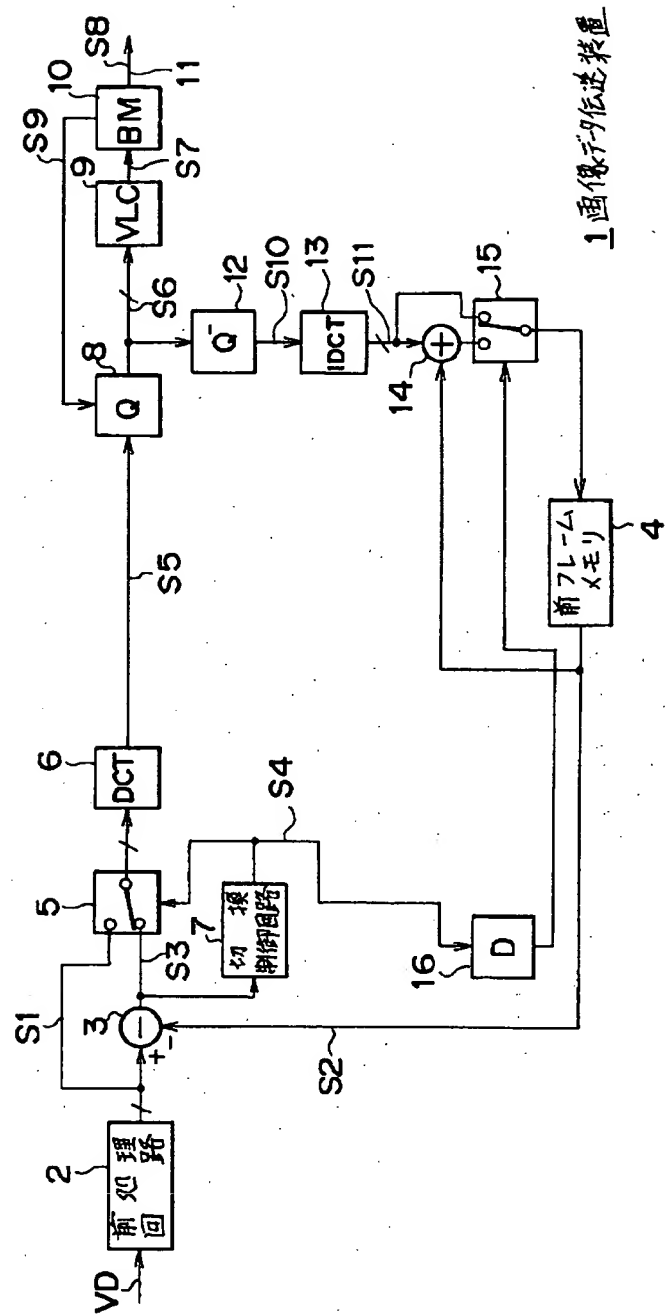 VD
2
前処理
回路
S1
3
+
−
−
S2
S3
5
7
切換
制御回路
S4
6
DCT
S5
8
Q
S9
S6
9
VLC
S7
10
BM
S8
11
12
Q⁻
S10
13
IDCT
S11
14
+
15
16
D
前フレーム
メモリ
4
1 画像データ伝送装置